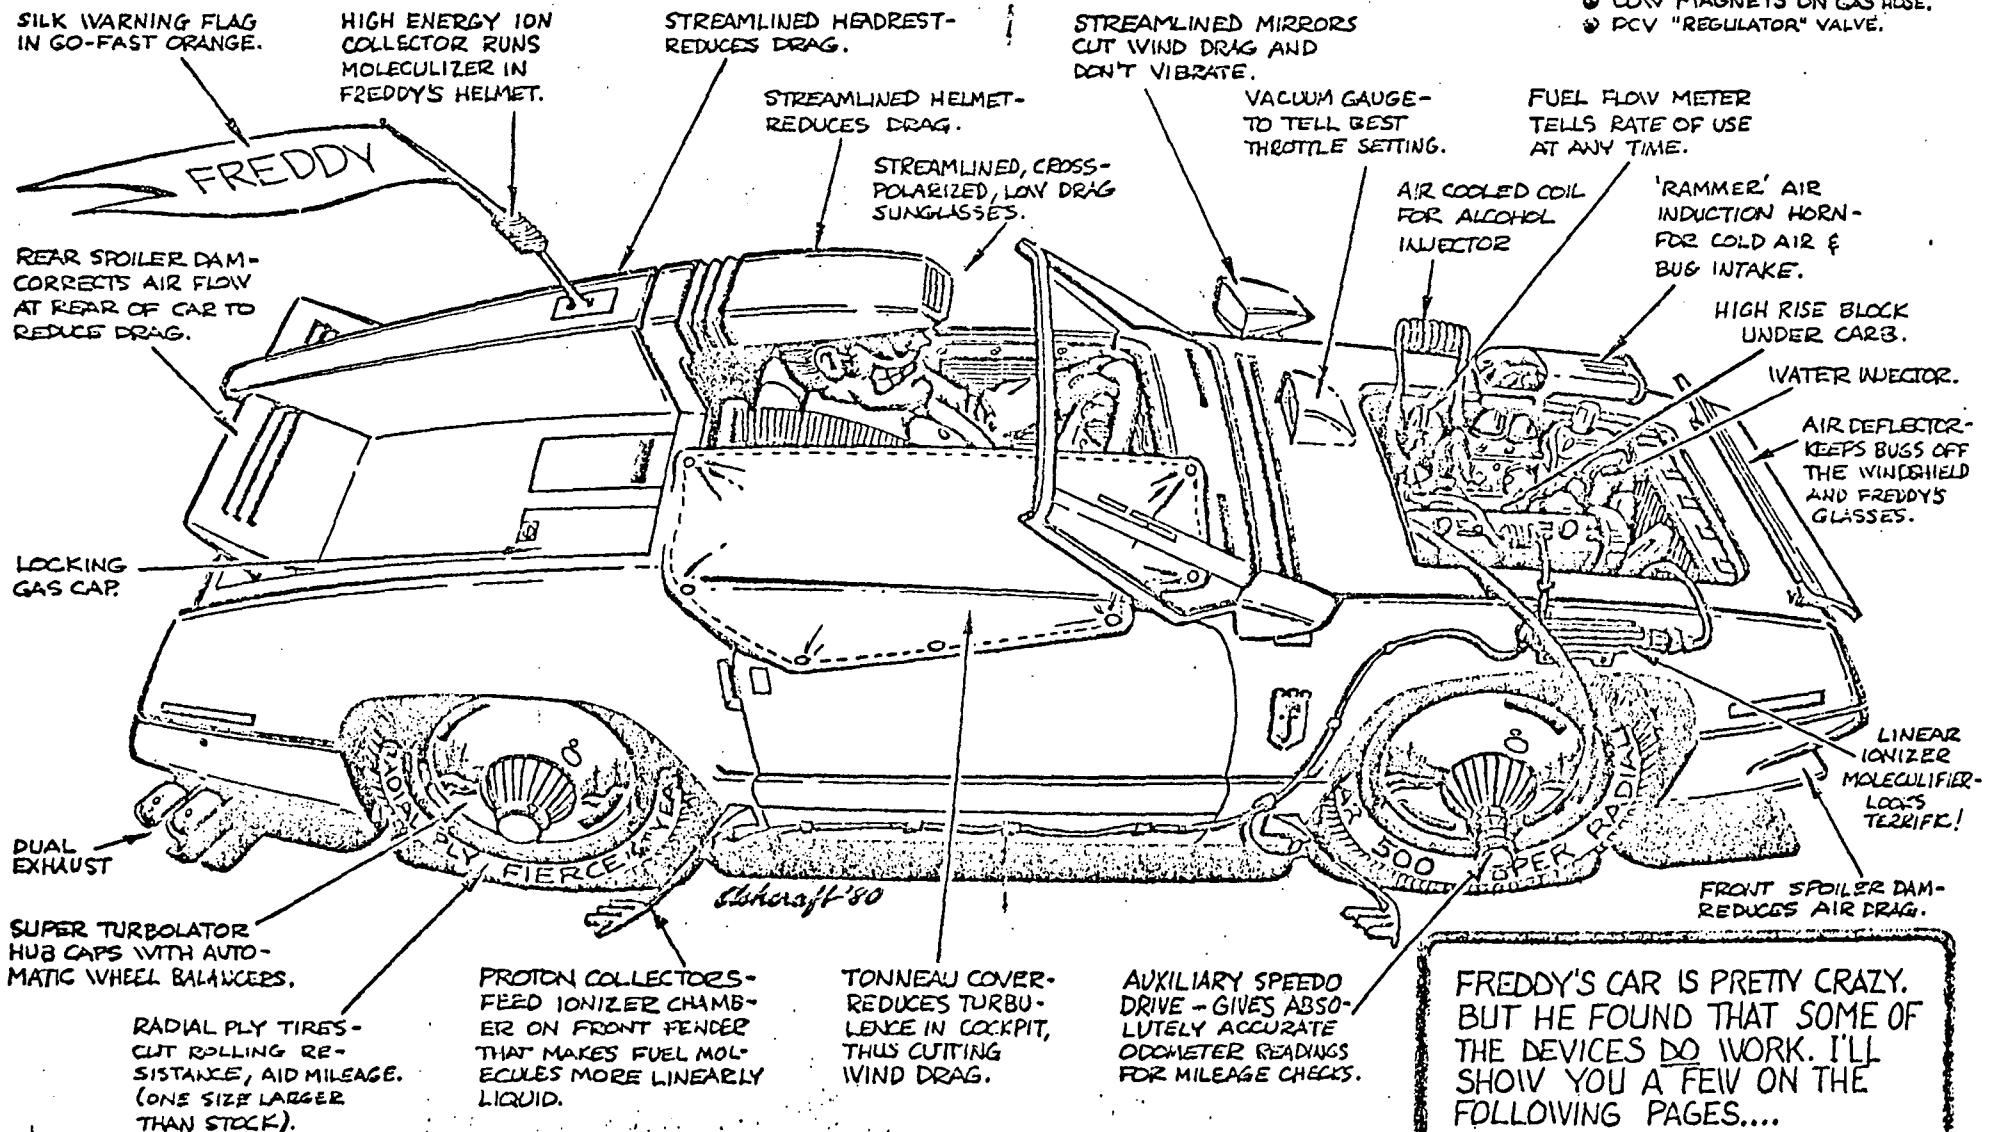 SILK WARNING FLAG
IN GO-FAST ORANGE.
HIGH ENERGY ION
COLLECTOR RUNS
MOLECULIZER IN
FREDDY'S HELMET.
STREAMLINED HEADREST-
REDUCES DRAG.
STREAMLINED MIRRORS
CUT WIND DRAG AND
DON'T VIBRATE.
COW MAGNETS ON GAS HOSE.
PCV "REGULATOR" VALVE.
STREAMLINED HELMET-
REDUCES DRAG.
VACUUM GAUGE-
TO TELL BEST
THROTTLE SETTING.
FUEL FLOW METER
TELLS RATE OF USE
AT ANY TIME.
STREAMLINED, CROSS-
POLARIZED, LOW DRAG
SUNGLASSES.
AIR COOLED COIL
FOR ALCOHOL
INJECTOR
'RAMMER' AIR
INDUCTION HORN-
FOR COLD AIR &
BUG INTAKE.
FREDDY
REAR SPOILER DAM-
CORRECTS AIR FLOW
AT REAR OF CAR TO
REDUCE DRAG.
HIGH RISE BLOCK
UNDER CARB.
WATER INJECTOR.
AIR DEFLECTOR-
KEEPS BUGS OFF
THE WINDSHIELD
AND FREDDY'S
GLASSES.
LOCKING
GAS CAP.
f
LINEAR
IONIZER
MOLECULIFIER-
LOOKS
TERRIFIC!
DUAL
EXHAUST
PLY FIERCE-YEAR
500 SUPER RADIAL
Ashcraft '80
FRONT SPOILER DAM-
REDUCES AIR DRAG.
SUPER TURBOLATOR
HUB CAPS WITH AUTO-
MATIC WHEEL BALANCERS.
RADIAL PLY TIRES-
CUT ROLLING RE-
SISTANCE, AID MILEAGE.
(ONE SIZE LARGER
THAN STOCK).
PROTON COLLECTORS-
FEED IONIZER CHAMB-
ER ON FRONT FENDER
THAT MAKES FUEL MOL-
ECULES MORE LINEARLY
LIQUID.
TONNEAU COVER-
REDUCES TURBU-
LENCE IN COCKPIT,
THUS CUTTING
WIND DRAG.
AUXILIARY SPEEDO
DRIVE - GIVES ABSO-
LUTELY ACCURATE
ODOMETER READINGS
FOR MILEAGE CHECKS.
FREDDY'S CAR IS PRETTY CRAZY.
BUT HE FOUND THAT SOME OF
THE DEVICES DO WORK. I'LL
SHOW YOU A FEW ON THE
FOLLOWING PAGES....